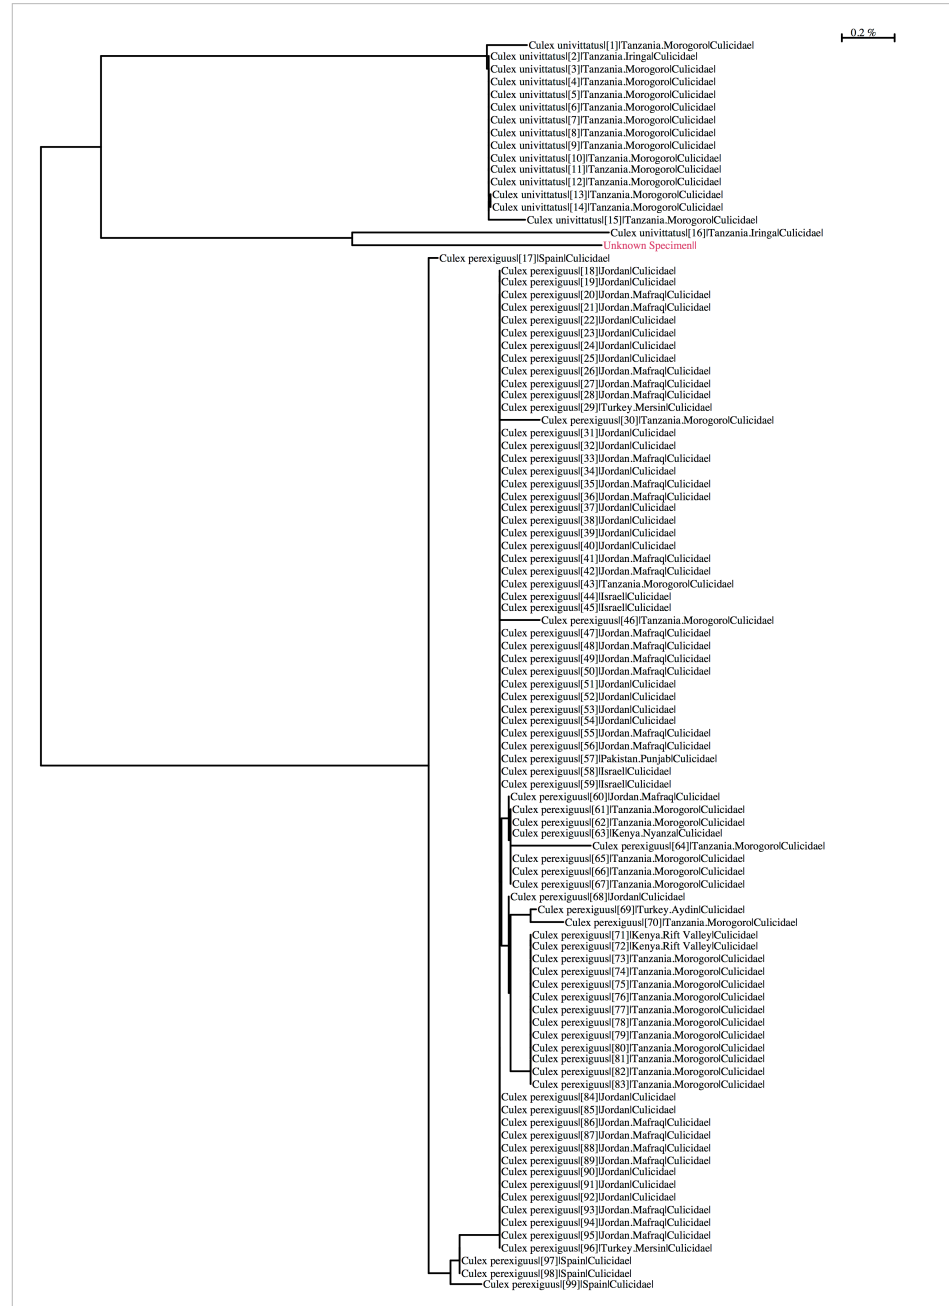 0.2 %
Culex univittatus|[1]|Tanzania.Morogoro|Culicidae|
Culex univittatus|[2]|Tanzania.Iringa|Culicidae|
Culex univittatus|[3]|Tanzania.Morogoro|Culicidae|
Culex univittatus|[4]|Tanzania.Morogoro|Culicidae|
Culex univittatus|[5]|Tanzania.Morogoro|Culicidae|
Culex univittatus|[6]|Tanzania.Morogoro|Culicidae|
Culex univittatus|[7]|Tanzania.Morogoro|Culicidae|
Culex univittatus|[8]|Tanzania.Morogoro|Culicidae|
Culex univittatus|[9]|Tanzania.Morogoro|Culicidae|
Culex univittatus|[10]|Tanzania.Morogoro|Culicidae|
Culex univittatus|[11]|Tanzania.Morogoro|Culicidae|
Culex univittatus|[12]|Tanzania.Morogoro|Culicidae|
Culex univittatus|[13]|Tanzania.Morogoro|Culicidae|
Culex univittatus|[14]|Tanzania.Morogoro|Culicidae|
Culex univittatus|[15]|Tanzania.Morogoro|Culicidae|
Culex univittatus|[16]|Tanzania.Iringa|Culicidae|
Unknown Specimen||
Culex perexiguus|[17]|Spain|Culicidae|
Culex perexiguus|[18]|Jordan|Culicidae|
Culex perexiguus|[19]|Jordan|Culicidae|
Culex perexiguus|[20]|Jordan.Mafraq|Culicidae|
Culex perexiguus|[21]|Jordan.Mafraq|Culicidae|
Culex perexiguus|[22]|Jordan|Culicidae|
Culex perexiguus|[23]|Jordan|Culicidae|
Culex perexiguus|[24]|Jordan|Culicidae|
Culex perexiguus|[25]|Jordan|Culicidae|
Culex perexiguus|[26]|Jordan.Mafraq|Culicidae|
Culex perexiguus|[27]|Jordan.Mafraq|Culicidae|
Culex perexiguus|[28]|Jordan.Mafraq|Culicidae|
Culex perexiguus|[29]|Turkey.Mersin|Culicidae|
Culex perexiguus|[30]|Tanzania.Morogoro|Culicidae|
Culex perexiguus|[31]|Jordan|Culicidae|
Culex perexiguus|[32]|Jordan|Culicidae|
Culex perexiguus|[33]|Jordan.Mafraq|Culicidae|
Culex perexiguus|[34]|Jordan|Culicidae|
Culex perexiguus|[35]|Jordan.Mafraq|Culicidae|
Culex perexiguus|[36]|Jordan.Mafraq|Culicidae|
Culex perexiguus|[37]|Jordan|Culicidae|
Culex perexiguus|[38]|Jordan|Culicidae|
Culex perexiguus|[39]|Jordan|Culicidae|
Culex perexiguus|[40]|Jordan|Culicidae|
Culex perexiguus|[41]|Jordan.Mafraq|Culicidae|
Culex perexiguus|[42]|Jordan.Mafraq|Culicidae|
Culex perexiguus|[43]|Tanzania.Morogoro|Culicidae|
Culex perexiguus|[44]|Israel|Culicidae|
Culex perexiguus|[45]|Israel|Culicidae|
Culex perexiguus|[46]|Tanzania.Morogoro|Culicidae|
Culex perexiguus|[47]|Jordan.Mafraq|Culicidae|
Culex perexiguus|[48]|Jordan.Mafraq|Culicidae|
Culex perexiguus|[49]|Jordan.Mafraq|Culicidae|
Culex perexiguus|[50]|Jordan.Mafraq|Culicidae|
Culex perexiguus|[51]|Jordan|Culicidae|
Culex perexiguus|[52]|Jordan|Culicidae|
Culex perexiguus|[53]|Jordan|Culicidae|
Culex perexiguus|[54]|Jordan|Culicidae|
Culex perexiguus|[55]|Jordan.Mafraq|Culicidae|
Culex perexiguus|[56]|Jordan.Mafraq|Culicidae|
Culex perexiguus|[57]|Pakistan.Punjab|Culicidae|
Culex perexiguus|[58]|Israel|Culicidae|
Culex perexiguus|[59]|Israel|Culicidae|
Culex perexiguus|[60]|Jordan.Mafraq|Culicidae|
Culex perexiguus|[61]|Tanzania.Morogoro|Culicidae|
Culex perexiguus|[62]|Tanzania.Morogoro|Culicidae|
Culex perexiguus|[63]|Kenya.Nyanza|Culicidae|
Culex perexiguus|[64]|Tanzania.Morogoro|Culicidae|
Culex perexiguus|[65]|Tanzania.Morogoro|Culicidae|
Culex perexiguus|[66]|Tanzania.Morogoro|Culicidae|
Culex perexiguus|[67]|Tanzania.Morogoro|Culicidae|
Culex perexiguus|[68]|Jordan|Culicidae|
Culex perexiguus|[69]|Turkey.Aydin|Culicidae|
Culex perexiguus|[70]|Tanzania.Morogoro|Culicidae|
Culex perexiguus|[71]|Kenya.Rift Valley|Culicidae|
Culex perexiguus|[72]|Kenya.Rift Valley|Culicidae|
Culex perexiguus|[73]|Tanzania.Morogoro|Culicidae|
Culex perexiguus|[74]|Tanzania.Morogoro|Culicidae|
Culex perexiguus|[75]|Tanzania.Morogoro|Culicidae|
Culex perexiguus|[76]|Tanzania.Morogoro|Culicidae|
Culex perexiguus|[77]|Tanzania.Morogoro|Culicidae|
Culex perexiguus|[78]|Tanzania.Morogoro|Culicidae|
Culex perexiguus|[79]|Tanzania.Morogoro|Culicidae|
Culex perexiguus|[80]|Tanzania.Morogoro|Culicidae|
Culex perexiguus|[81]|Tanzania.Morogoro|Culicidae|
Culex perexiguus|[82]|Tanzania.Morogoro|Culicidae|
Culex perexiguus|[83]|Tanzania.Morogoro|Culicidae|
Culex perexiguus|[84]|Jordan|Culicidae|
Culex perexiguus|[85]|Jordan|Culicidae|
Culex perexiguus|[86]|Jordan.Mafraq|Culicidae|
Culex perexiguus|[87]|Jordan.Mafraq|Culicidae|
Culex perexiguus|[88]|Jordan.Mafraq|Culicidae|
Culex perexiguus|[89]|Jordan.Mafraq|Culicidae|
Culex perexiguus|[90]|Jordan|Culicidae|
Culex perexiguus|[91]|Jordan|Culicidae|
Culex perexiguus|[92]|Jordan|Culicidae|
Culex perexiguus|[93]|Jordan.Mafraq|Culicidae|
Culex perexiguus|[94]|Jordan.Mafraq|Culicidae|
Culex perexiguus|[95]|Jordan.Mafraq|Culicidae|
Culex perexiguus|[96]|Turkey.Mersin|Culicidae|
Culex perexiguus|[97]|Spain|Culicidae|
Culex perexiguus|[98]|Spain|Culicidae|
Culex perexiguus|[99]|Spain|Culicidae|